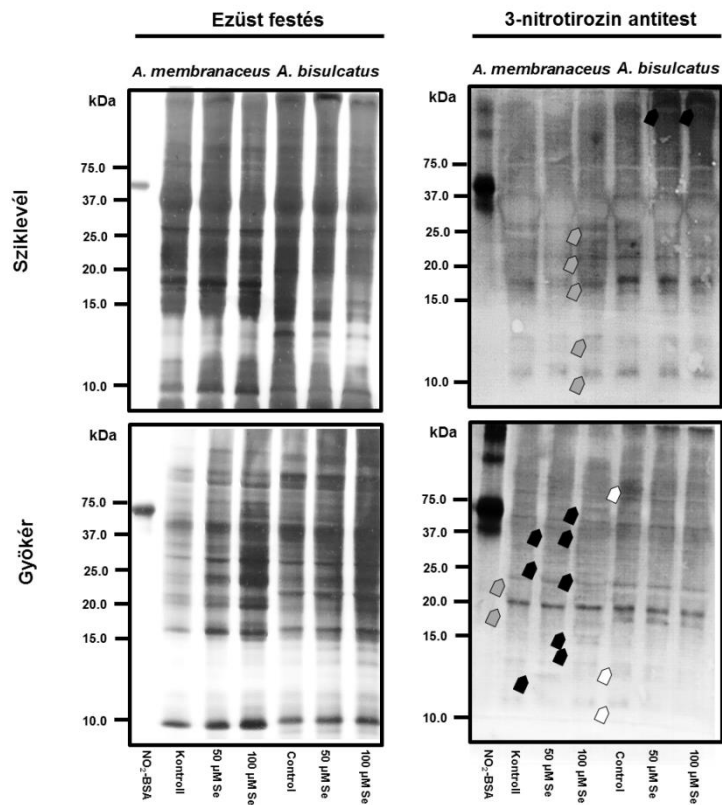 Ezüst festés
3-nitrotirozin antitest
A. membranaceus A. bisulcatus
A. membranaceus A. bisulcatus
Sziklevél
kDa
75.0
37.0
25.0
20.0
15.0
10.0
kDa
75.0
37.0
25.0
20.0
15.0
10.0
Gyökér
kDa
75.0
37.0
25.0
20.0
15.0
10.0
kDa
75.0
37.0
25.0
20.0
15.0
10.0
NO₂-BSA
Kontroll
50 µM Se
100 µM Se
Control
50 µM Se
100 µM Se
NO₂-BSA
Kontroll
50 µM Se
100 µM Se
Control
50 µM Se
100 µM Se